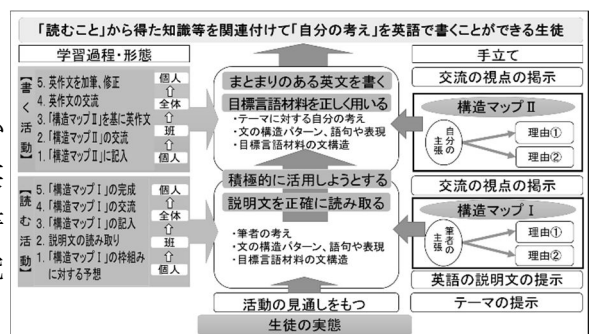 「読むこと」から得た知識等を関連付けて「自分の考え」を英語で書くことができる生徒
学習過程・形態
【書く活動】
5. 英作文を加筆、修正
4. 英作文の交流
3.「構造マップⅡ」を基に英作文
2.「構造マップⅡ」の交流
1.「構造マップⅡ」に記入
個人
⇧
全体
⇧
班
⇧
個人
【読む活動】
5.「構造マップⅠ」の完成
4.「構造マップⅠ」の交流
3.「構造マップⅠ」の記入
2. 説明文の読み取り
1.「構造マップⅠ」の枠組み
に対する予想
個人
⇧
全体
⇧
班
⇧
個人
まとまりのある英文を書く
目標言語材料を正しく用いる
・テーマに対する自分の考え
・文の構造パターン、語句や表現
・目標言語材料の文構造
積極的に活用しようとする
説明文を正確に読み取る
・筆者の考え
・文の構造パターン、語句や表現
・目標言語材料の文構造
活動の見通しをもつ
生徒の実態
手立て
交流の視点の掲示
構造マップⅡ
自分の主張
理由①
理由②
交流の視点の掲示
構造マップⅠ
筆者の主張
理由①
理由②
英語の説明文の提示
テーマの提示